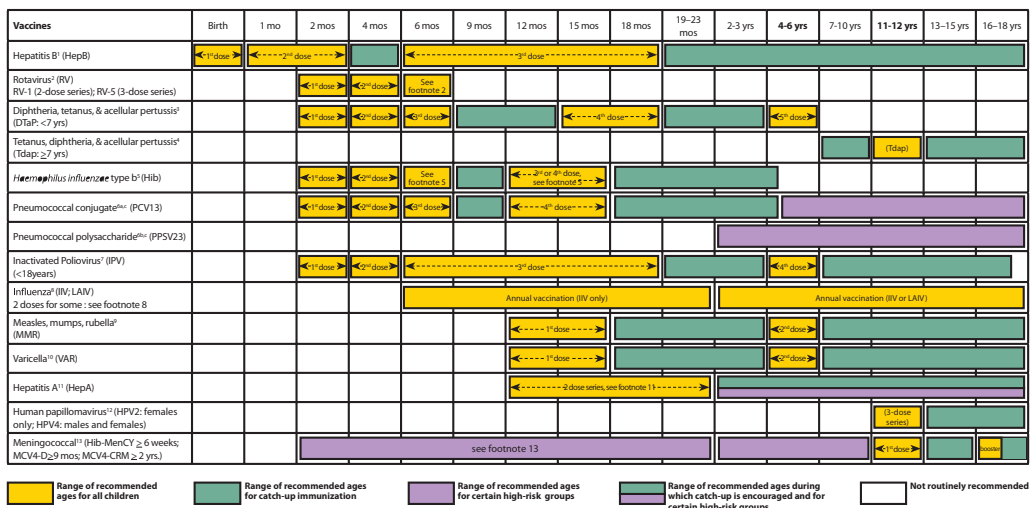 Vaccines Birth 1 mo 2 mos 4 mos 6 mos 9 mos 12 mos 15 mos 18 mos 19–23 mos 2-3 yrs 4-6 yrs 7-10 yrs 11-12 yrs 13–15 yrs 16–18 yrs
Hepatitis B¹ (HepB) 1ˢᵗ dose 2ⁿᵈ dose 3ʳᵈ dose
Rotavirus² (RV)
RV-1 (2-dose series); RV-5 (3-dose series) 1ˢᵗ dose 2ⁿᵈ dose See footnote 2
Diphtheria, tetanus, & acellular pertussis³
(DTaP: <7 yrs) 1ˢᵗ dose 2ⁿᵈ dose 3ʳᵈ dose 4ᵗʰ dose 5ᵗʰ dose
Tetanus, diphtheria, & acellular pertussis⁴
(Tdap: ≥7 yrs) (Tdap)
Haemophilus influenzae type b⁵ (Hib) 1ˢᵗ dose 2ⁿᵈ dose See footnote 5 3ʳᵈ or 4ᵗʰ dose, see footnote 5
Pneumococcal conjugate⁶ᵃ,ᶜ (PCV13) 1ˢᵗ dose 2ⁿᵈ dose 3ʳᵈ dose 4ᵗʰ dose
Pneumococcal polysaccharide⁶ᵇ,ᶜ (PPSV23)
Inactivated Poliovirus⁷ (IPV)
(<18years) 1ˢᵗ dose 2ⁿᵈ dose 3ʳᵈ dose 4ᵗʰ dose
Influenza⁸ (IIV; LAIV)
2 doses for some : see footnote 8 Annual vaccination (IIV only) Annual vaccination (IIV or LAIV)
Measles, mumps, rubella⁹
(MMR) 1ˢᵗ dose 2ⁿᵈ dose
Varicella¹⁰ (VAR) 1ˢᵗ dose 2ⁿᵈ dose
Hepatitis A¹¹ (HepA) 2 dose series, see footnote 11
Human papillomavirus¹² (HPV2: females
only; HPV4: males and females) (3-dose series)
Meningococcal¹³ (Hib-MenCY ≥ 6 weeks;
MCV4-D≥9 mos; MCV4-CRM ≥ 2 yrs.) see footnote 13 1ˢᵗ dose booster
Range of recommended ages for all children
Range of recommended ages for catch-up immunization
Range of recommended ages for certain high-risk groups
Range of recommended ages during which catch-up is encouraged and for certain high-risk groups
Not routinely recommended